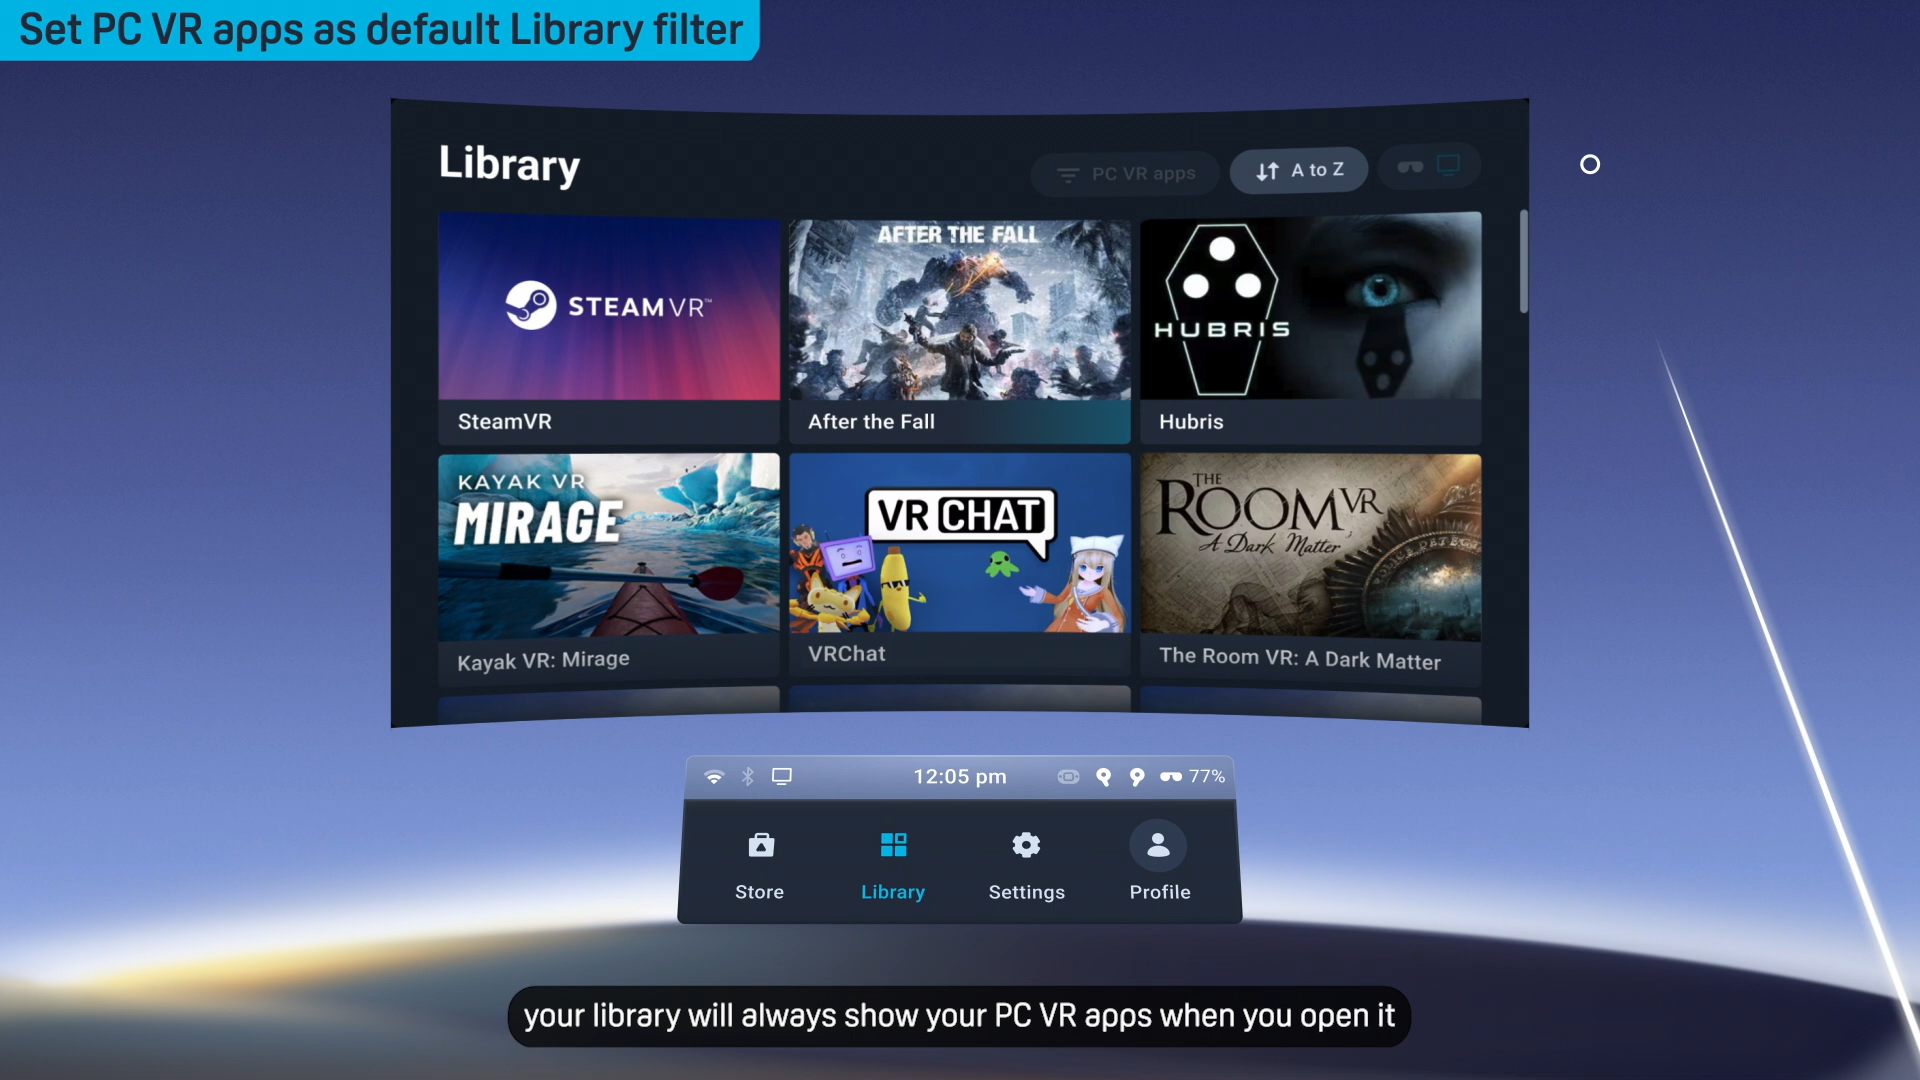 Set PC VR apps as default Library filter
Library
PC VR apps
A to Z
STEAMVR™
SteamVR
AFTER THE FALL
After the Fall
HUBRIS
Hubris
KAYAK VR
MIRAGE
Kayak VR: Mirage
VR CHAT
VRChat
THE
ROOM VR
A Dark Matter
The Room VR: A Dark Matter
12:05 pm
77%
Store
Library
Settings
Profile
your library will always show your PC VR apps when you open it